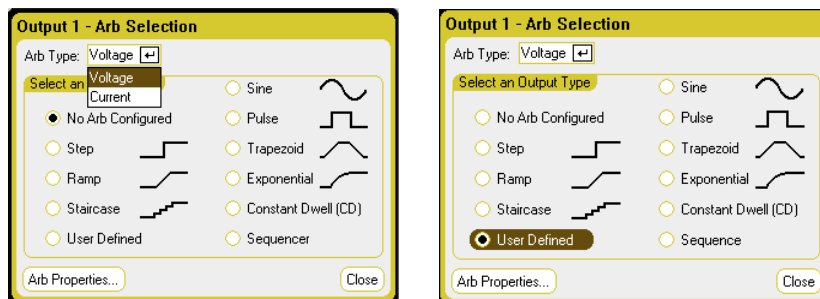 Output 1 - Arb Selection
Arb Type: Voltage
Voltage
Current
Select an
No Arb Configured
Step
Ramp
Staircase
User Defined
Sine
Pulse
Trapezoid
Exponential
Constant Dwell (CD)
Sequencer
Arb Properties...
Close
Output 1 - Arb Selection
Arb Type: Voltage
Select an Output Type
No Arb Configured
Step
Ramp
Staircase
User Defined
Sine
Pulse
Trapezoid
Exponential
Constant Dwell (CD)
Sequence
Arb Properties...
Close